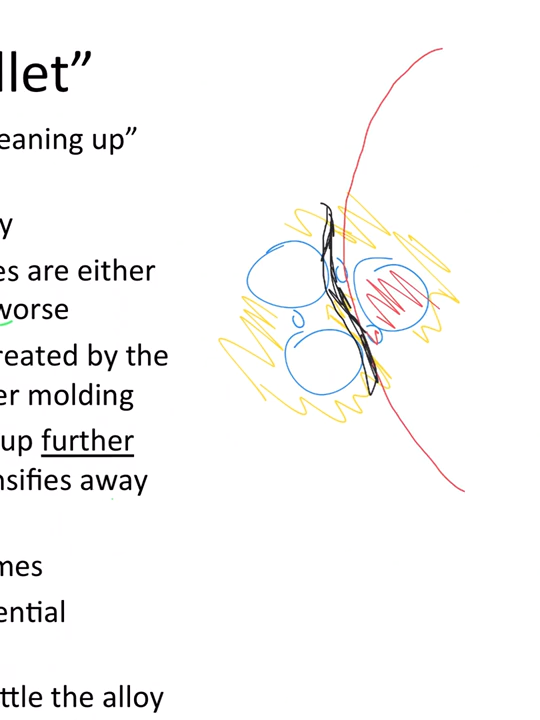 llet”
eaning up”
y
es are either
worse
reated by the
er molding
up further
nsifies away
mes
ential
ttle the alloy